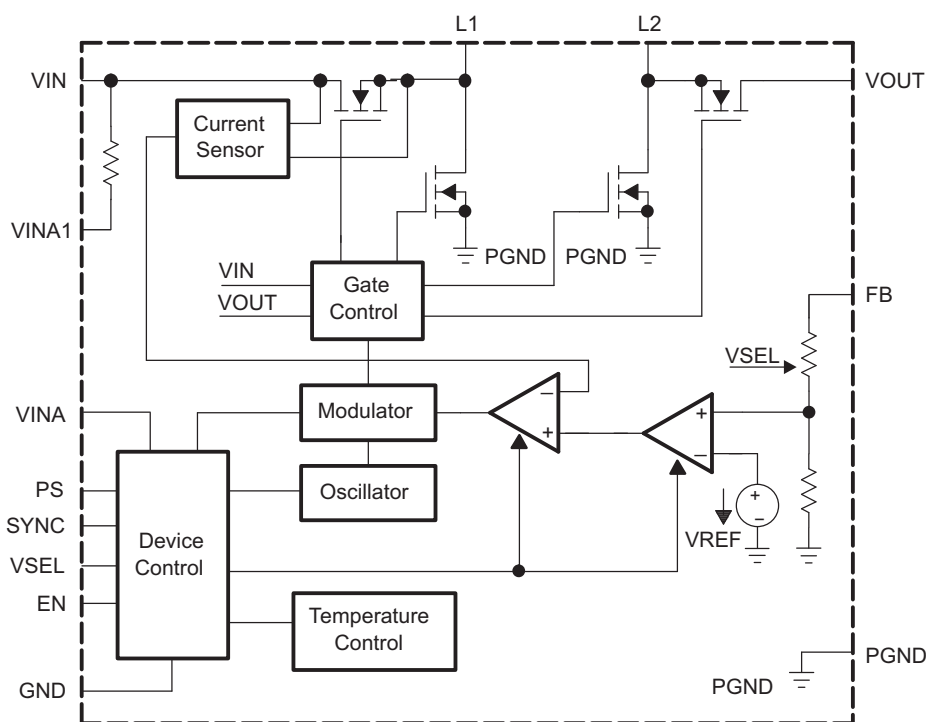 L1
L2
VIN
VOUT
Current
Sensor
VINA1
PGND
PGND
VIN
VOUT
Gate
Control
FB
VSEL
VINA
Modulator
−
+
+
−
PS
Oscillator
SYNC
VSEL
EN
Device
Control
+
−
VREF
Temperature
Control
GND
PGND
PGND